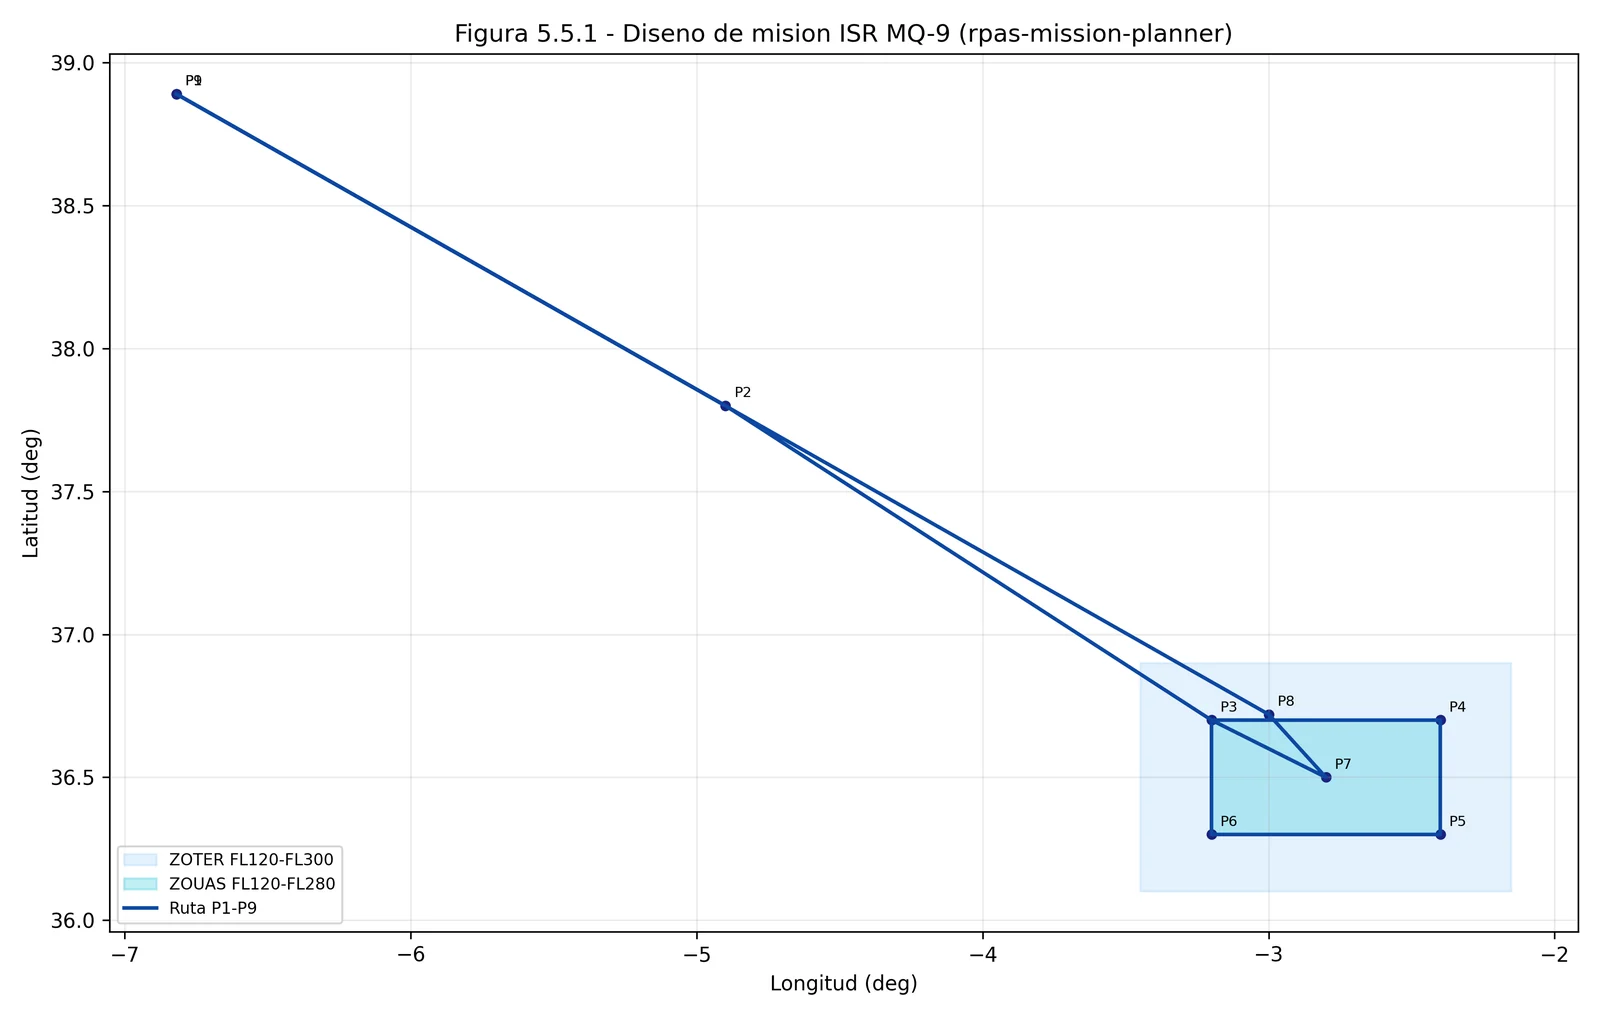 Figura 5.5.1 - Diseno de mision ISR MQ-9 (rpas-mission-planner)
39.0
38.5
38.0
37.5
37.0
36.5
36.0
Latitud (deg)
P1
P9
P2
P3
P8
P4
P7
P6
P5
ZOTER FL120-FL300
ZOUAS FL120-FL280
Ruta P1-P9
−7
−6
−5
−4
−3
−2
Longitud (deg)